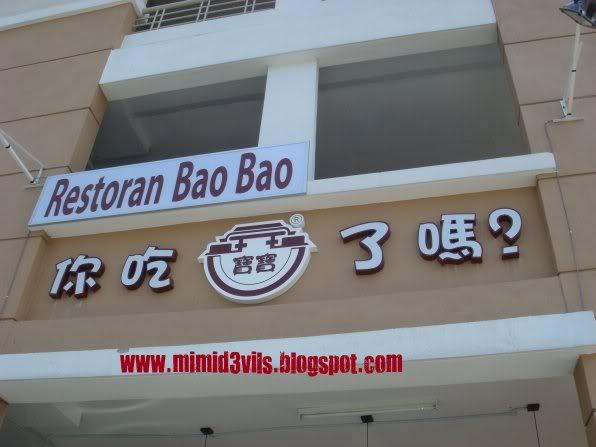 Restoran Bao Bao
你吃 寶寶® 了嗎?
www.mimid3vils.blogspot.com